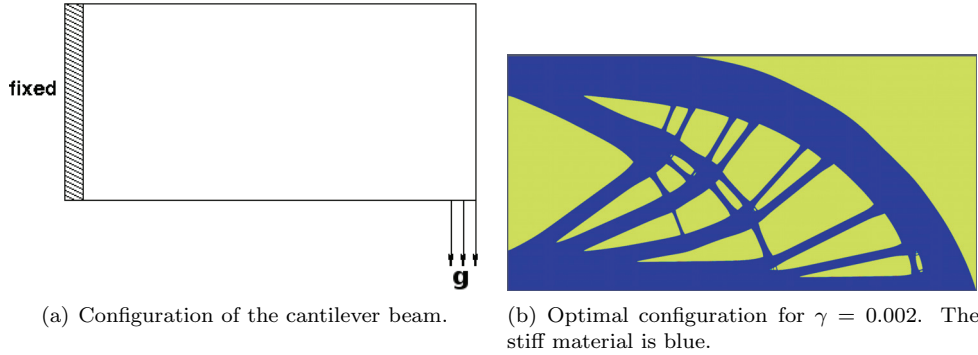 fixed
g
(a) Configuration of the cantilever beam.
(b) Optimal configuration for γ = 0.002. The
stiff material is blue.